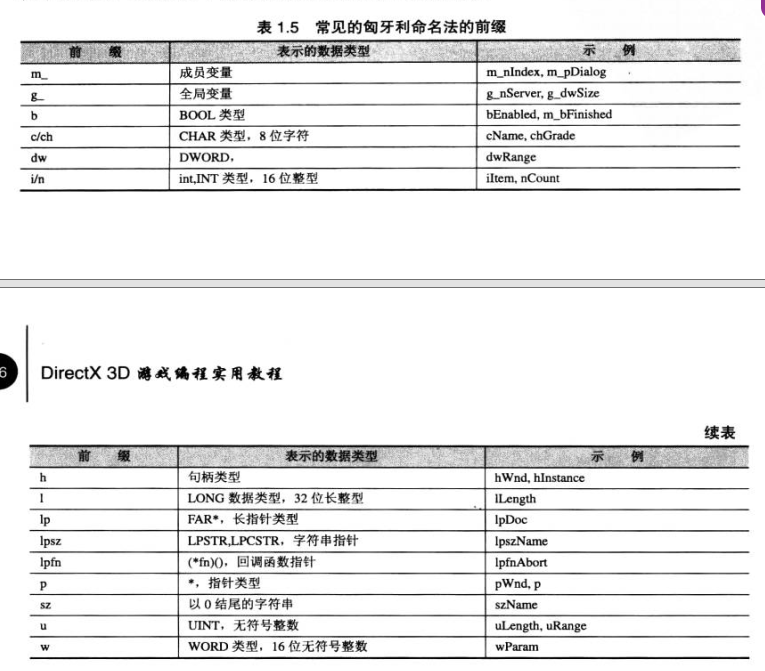 表 1.5 常见的匈牙利命名法的前缀
前 缀 表示的数据类型 示 例
m_ 成员变量 m_nIndex, m_pDialog
g_ 全局变量 g_nServer, g_dwSize
b BOOL 类型 bEnabled, m_bFinished
c/ch CHAR 类型，8 位字符 cName, chGrade
dw DWORD， dwRange
i/n int,INT 类型，16 位整型 iItem, nCount
6 DirectX 3D 游戏编程实用教程
续表
前 缀 表示的数据类型 示 例
h 句柄类型 hWnd, hInstance
l LONG 数据类型，32 位长整型 lLength
lp FAR*，长指针类型 lpDoc
lpsz LPSTR,LPCSTR，字符串指针 lpszName
lpfn (*fn)()，回调函数指针 lpfnAbort
p *，指针类型 pWnd, p
sz 以 0 结尾的字符串 szName
u UINT，无符号整数 uLength, uRange
w WORD 类型，16 位无符号整数 wParam